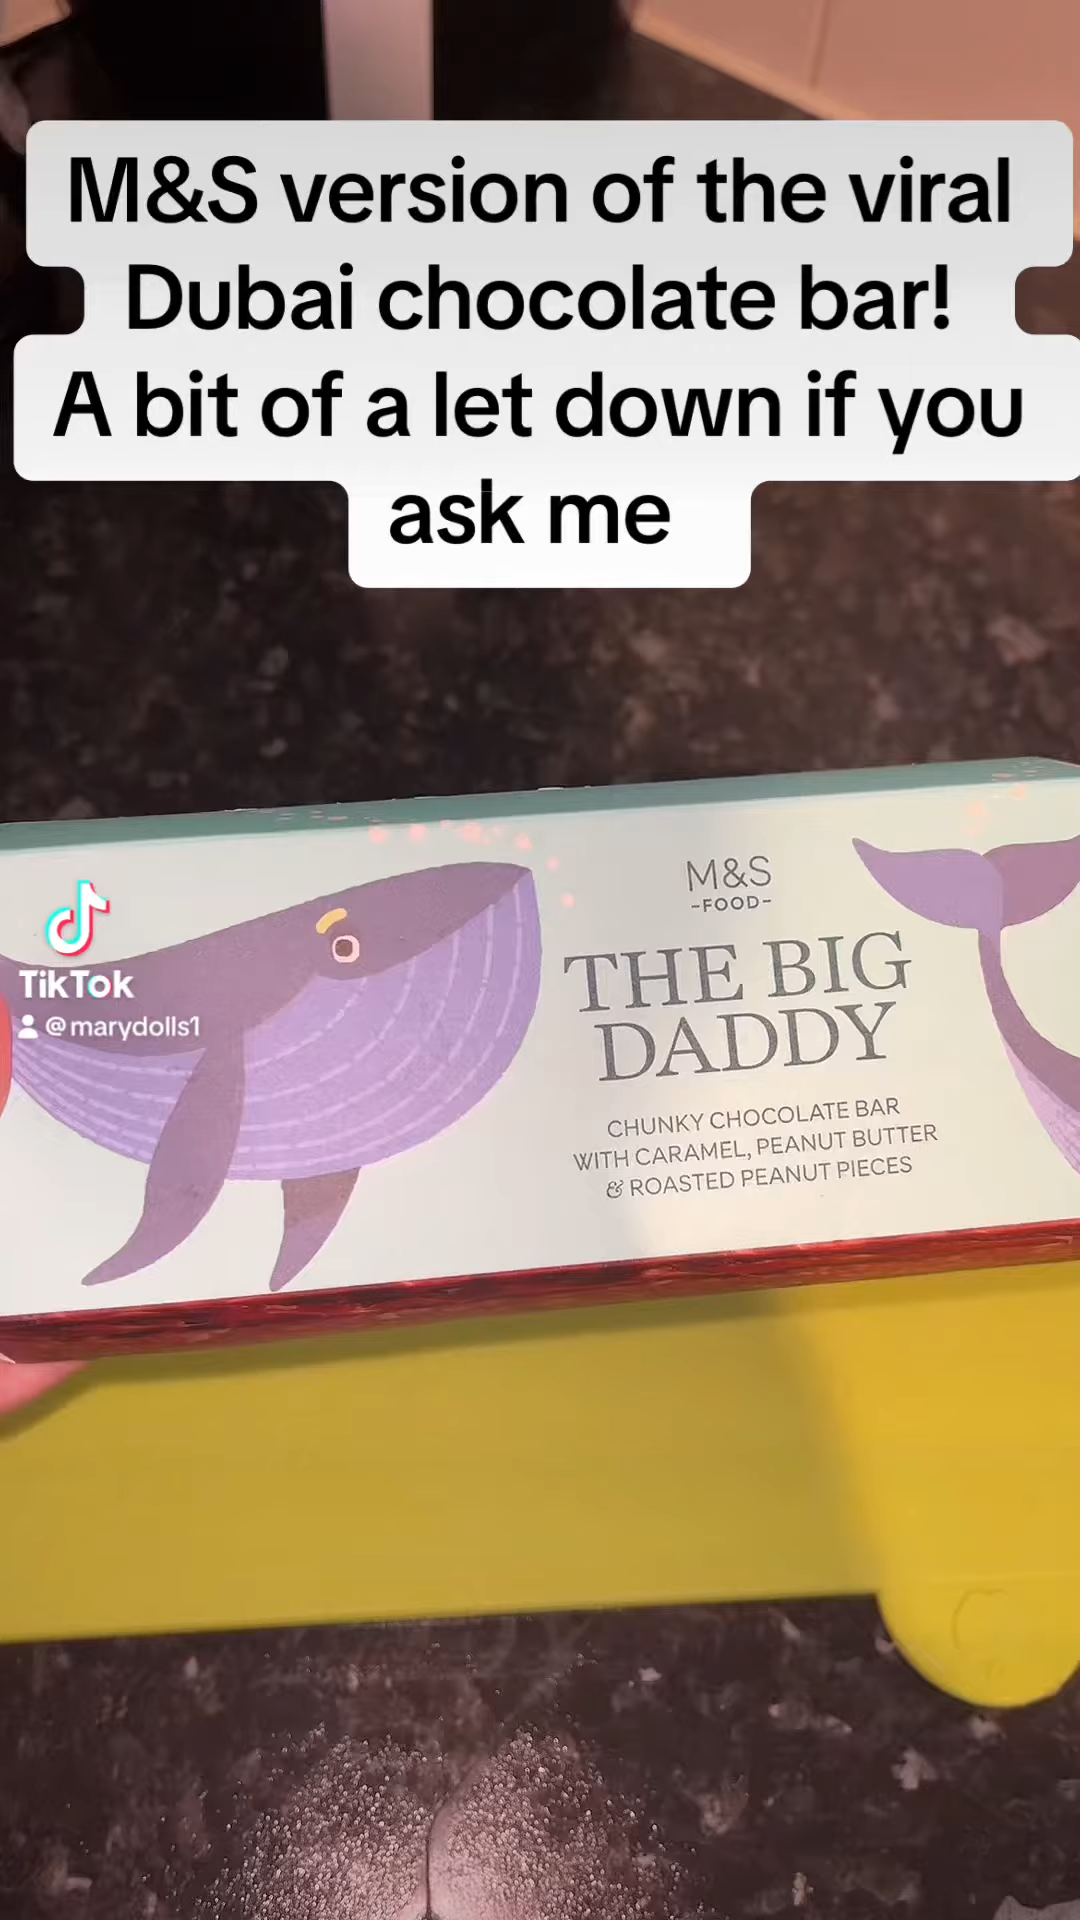 M&S version of the viral
Dubai chocolate bar!
A bit of a let down if you
ask me
M&S
-FOOD-
THE BIG
DADDY
CHUNKY CHOCOLATE BAR
WITH CARAMEL, PEANUT BUTTER
& ROASTED PEANUT PIECES
TikTok
@marydolls1